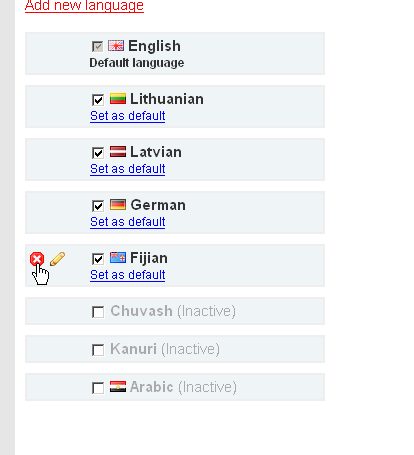 Add new language
English
Default language
Lithuanian
Set as default
Latvian
Set as default
German
Set as default
Fijian
Set as default
Chuvash (Inactive)
Kanuri (Inactive)
Arabic (Inactive)